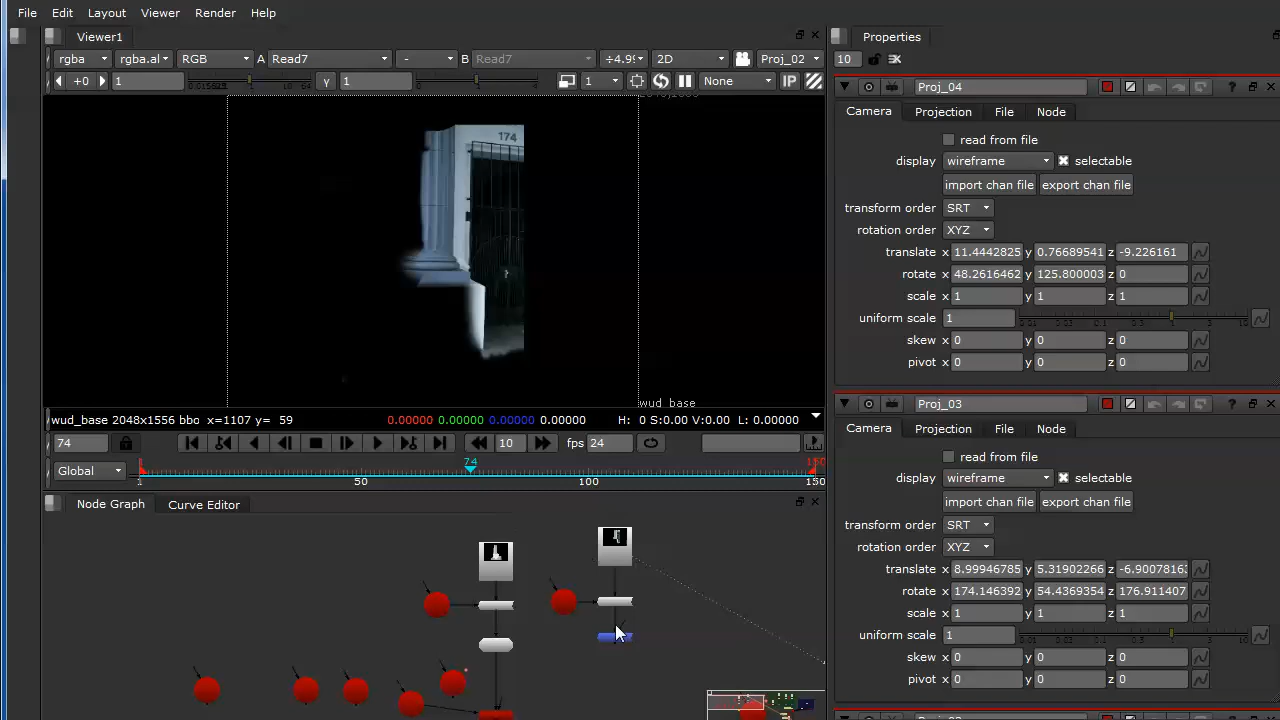 File Edit Layout Viewer Render Help
Viewer1
rgba rgba.al RGB A Read7 - B Read7 ÷4.9 2D Proj_02
+0 1 γ 1 1 None IP
174
wud_base
wud_base 2048x1556 bbo x=1107 y= 59 0.00000 0.00000 0.00000 0.00000 H: 0 S:0.00 V:0.00 L: 0.00000
74 10 fps 24
Global 74 150
1 50 100 150
Node Graph Curve Editor
Properties
10
Proj_04
Camera Projection File Node
read from file
display wireframe selectable
import chan file export chan file
transform order SRT
rotation order XYZ
translate x 11.4442825 y 0.76689541 z -9.226161
rotate x 48.2616462 y 125.800003 z 0
scale x 1 y 1 z 1
uniform scale 1
skew x 0 y 0 z 0
pivot x 0 y 0 z 0
Proj_03
Camera Projection File Node
read from file
display wireframe selectable
import chan file export chan file
transform order SRT
rotation order XYZ
translate x 8.99946785 y 5.31902266 z -6.9007816
rotate x 174.146392 y 54.4369354 z 176.911407
scale x 1 y 1 z 1
uniform scale 1
skew x 0 y 0 z 0
pivot x 0 y 0 z 0